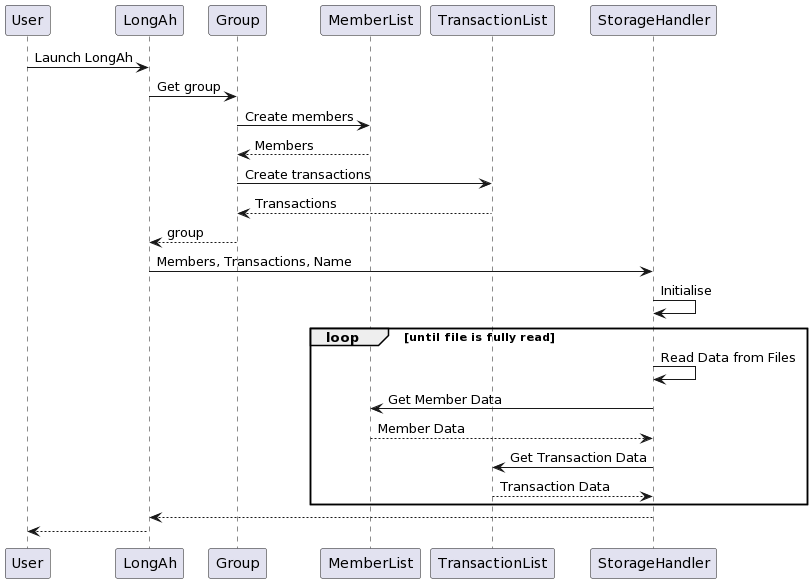 User LongAh Group MemberList TransactionList StorageHandler
Launch LongAh
Get group
Create members
Members
Create transactions
Transactions
group
Members, Transactions, Name
Initialise
loop [until file is fully read]
Read Data from Files
Get Member Data
Member Data
Get Transaction Data
Transaction Data
User LongAh Group MemberList TransactionList StorageHandler